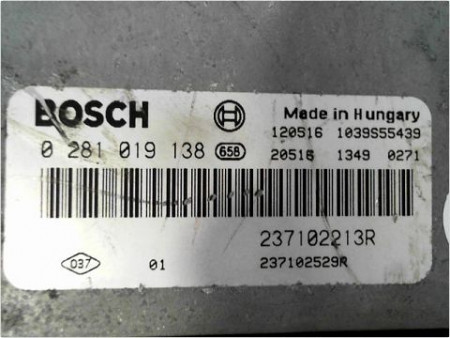 BOSCH
Made in Hungary
120516 1039S55439
0 281 019 138 658
20516 1349 0271
237102213R
037 01 237102529R